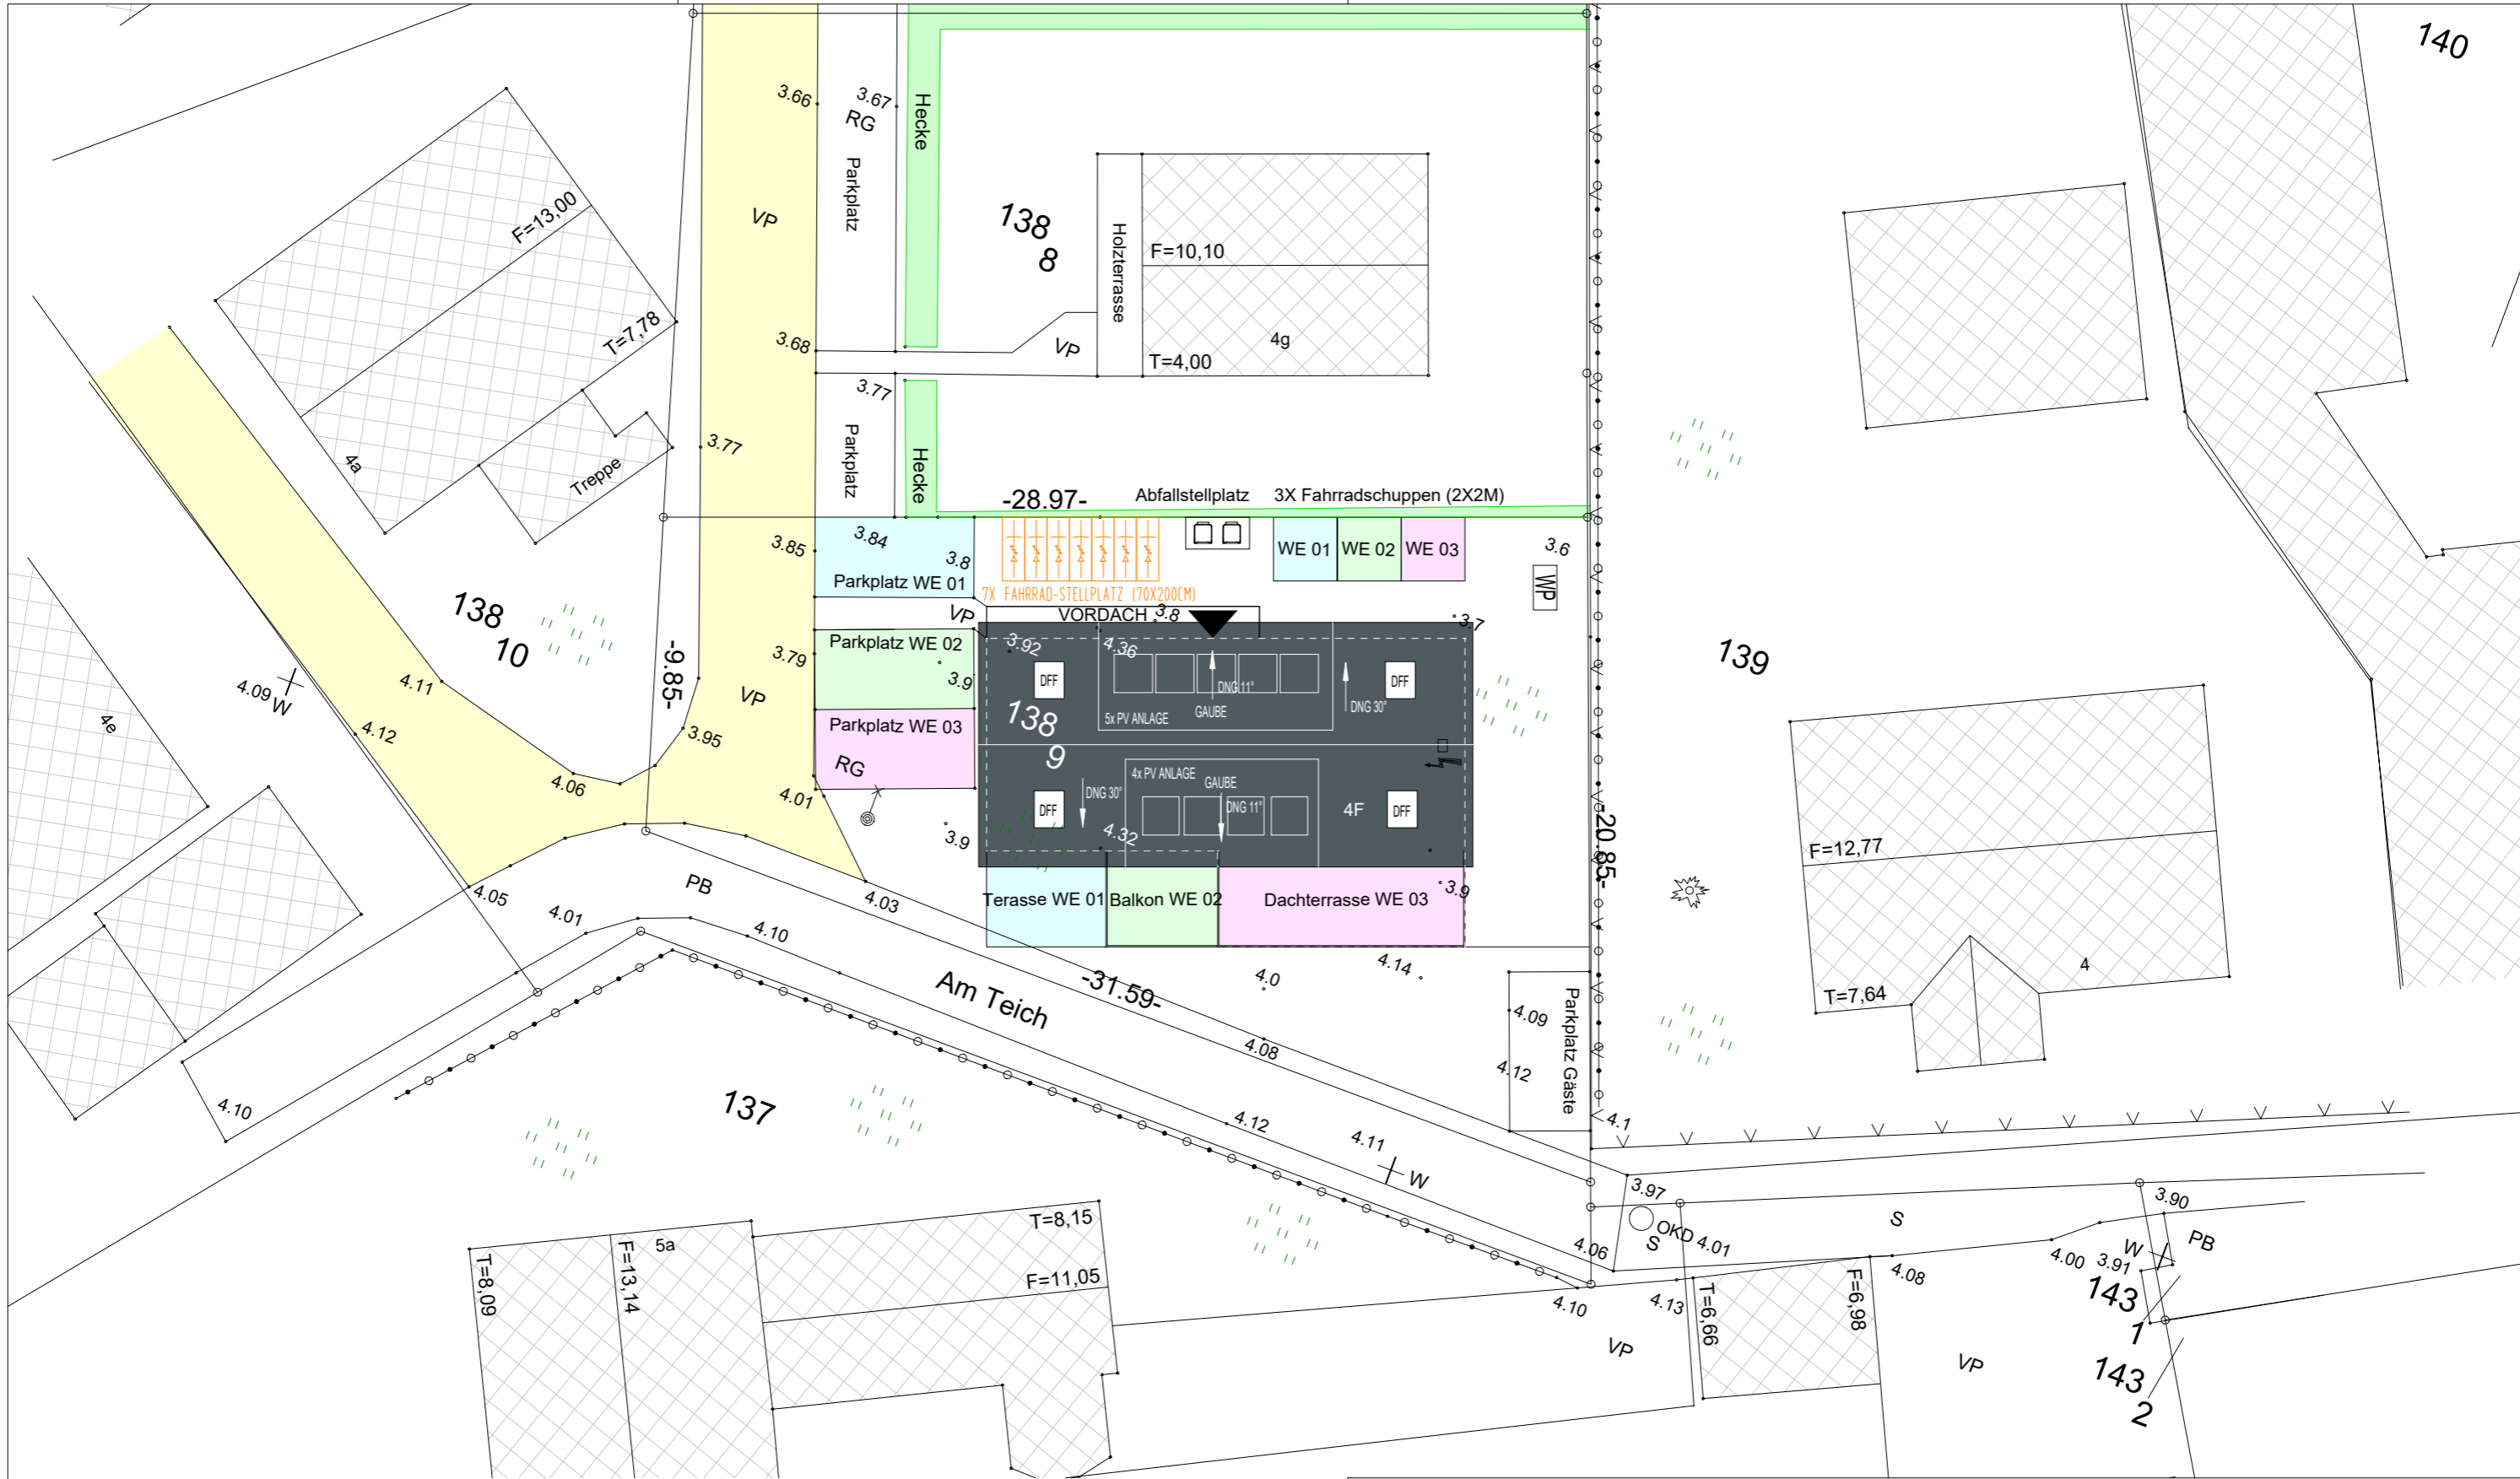 140
3.66
3.67
RG
Hecke
Parkplatz
VP
F=13,00
138
8
Holzterrasse
F=10,10
T=7,78
3.68
VP
4g
T=4,00
3.77
3.77
Parkplatz
Hecke
4a
Treppe
-28.97-
Abfallstellplatz
3X Fahrradschuppen (2X2M)
3.85
3.84
3.8
Parkplatz WE 01
WE 01
WE 02
WE 03
3.6
WP
7X FAHRRAD-STELLPLATZ (70X200CM)
138
10
VP
VORDACH
3.8
3.7
Parkplatz WE 02
3.92
4.36
139
-9.85-
3.79
3.9
DFF
DNG 11°
DFF
4.11
4.09
W
VP
138
9
5x PV ANLAGE
GAUBE
DNG 30°
4e
4.12
3.95
Parkplatz WE 03
RG
4x PV ANLAGE
GAUBE
4.06
4.01
DNG 30°
DNG 11°
DFF
4F
DFF
3.9
4.32
-20.85-
F=12,77
PB
4.05
4.03
Terasse WE 01
Balkon WE 02
Dachterrasse WE 03
3.9
4.01
4.10
4.14
4.0
4
Am Teich
-31.59-
T=7,64
4.09
Parkplatz Gäste
4.08
4.12
4.10
137
4.12
4.11
W
4.1
3.97
3.90
S
OKD 4.01
S
PB
T=8,15
5a
4.06
4.00
3.91
W
T=8,09
F=13,14
F=11,05
4.08
143
1
4.10
4.13
T=6,66
F=6,98
VP
VP
143
2